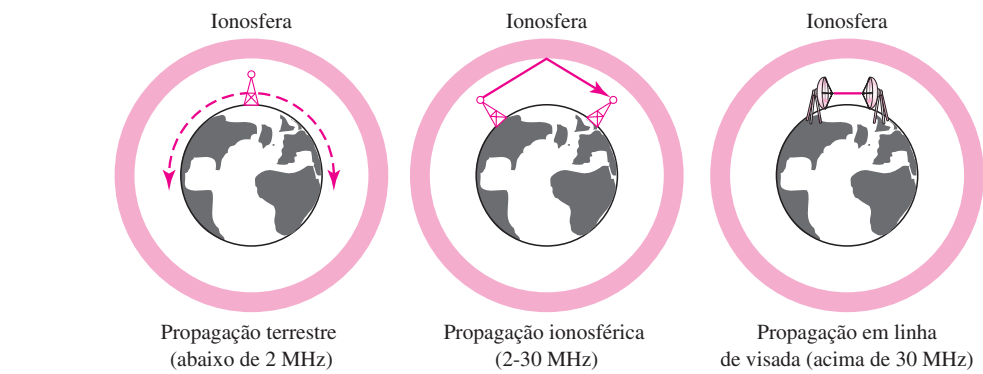 Ionosfera
Ionosfera
Ionosfera
Propagação terrestre
(abaixo de 2 MHz)
Propagação ionosférica
(2-30 MHz)
Propagação em linha
de visada (acima de 30 MHz)